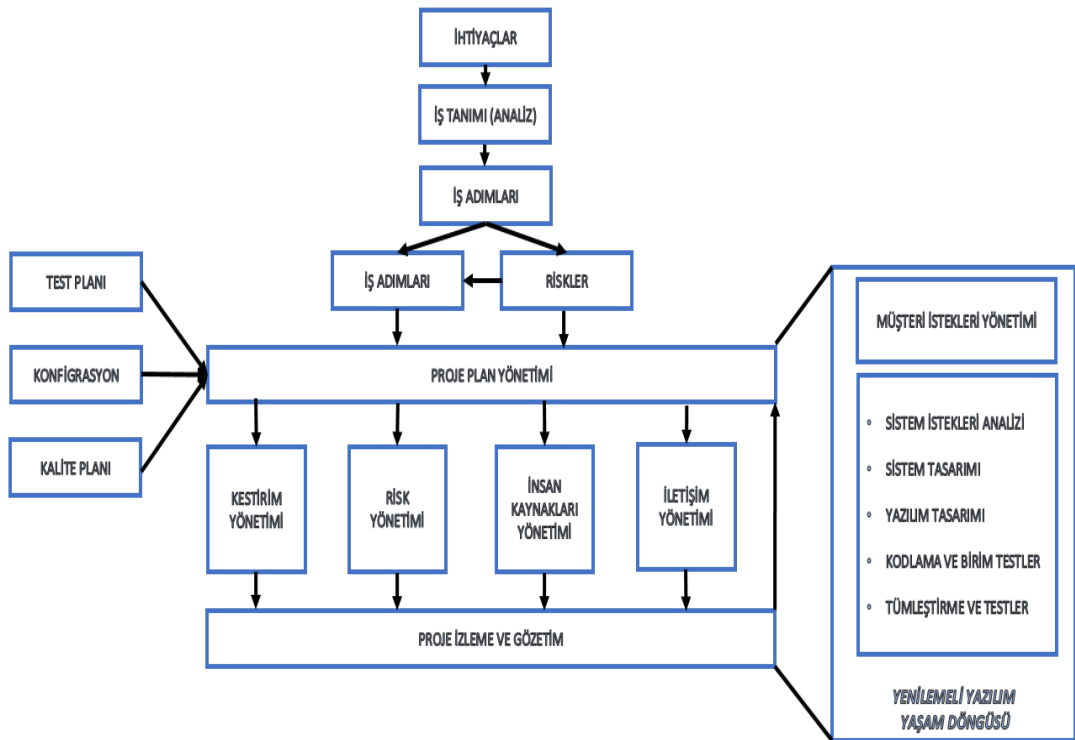 İHTİYAÇLAR
İŞ TANIMI (ANALİZ)
İŞ ADIMLARI
İŞ ADIMLARI
RİSKLER
TEST PLANI
KONFİGRASYON
KALİTE PLANI
PROJE PLAN YÖNETİMİ
KESTİRİM
YÖNETİMİ
RİSK
YÖNETİMİ
İNSAN
KAYNAKLARI
YÖNETİMİ
İLETİŞİM
YÖNETİMİ
PROJE İZLEME VE GÖZETİM
MÜŞTERİ İSTEKLERİ YÖNETİMİ
◦ SİSTEM İSTEKLERİ ANALİZİ
◦ SİSTEM TASARIMI
◦ YAZILIM TASARIMI
◦ KODLAMA VE BİRİM TESTLER
◦ TÜMLEŞTİRME VE TESTLER
YENİLEMELİ YAZILIM
YAŞAM DÖNGÜSÜ